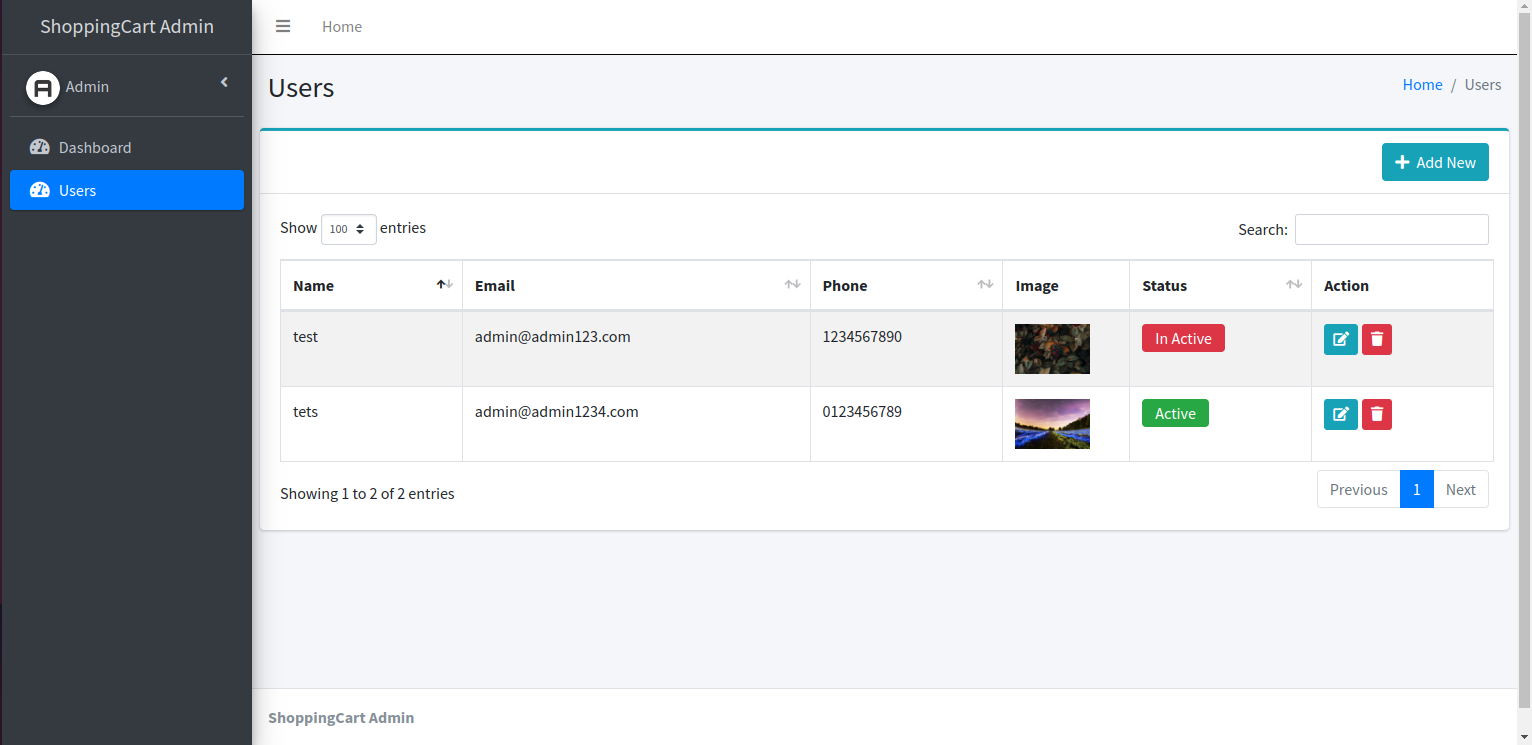 ShoppingCart Admin
Home
Admin
Dashboard
Users
Users
Home / Users
Add New
Show 100 entries
Search:
Name Email Phone Image Status Action
test admin@admin123.com 1234567890 In Active
tets admin@admin1234.com 0123456789 Active
Showing 1 to 2 of 2 entries
Previous 1 Next
ShoppingCart Admin